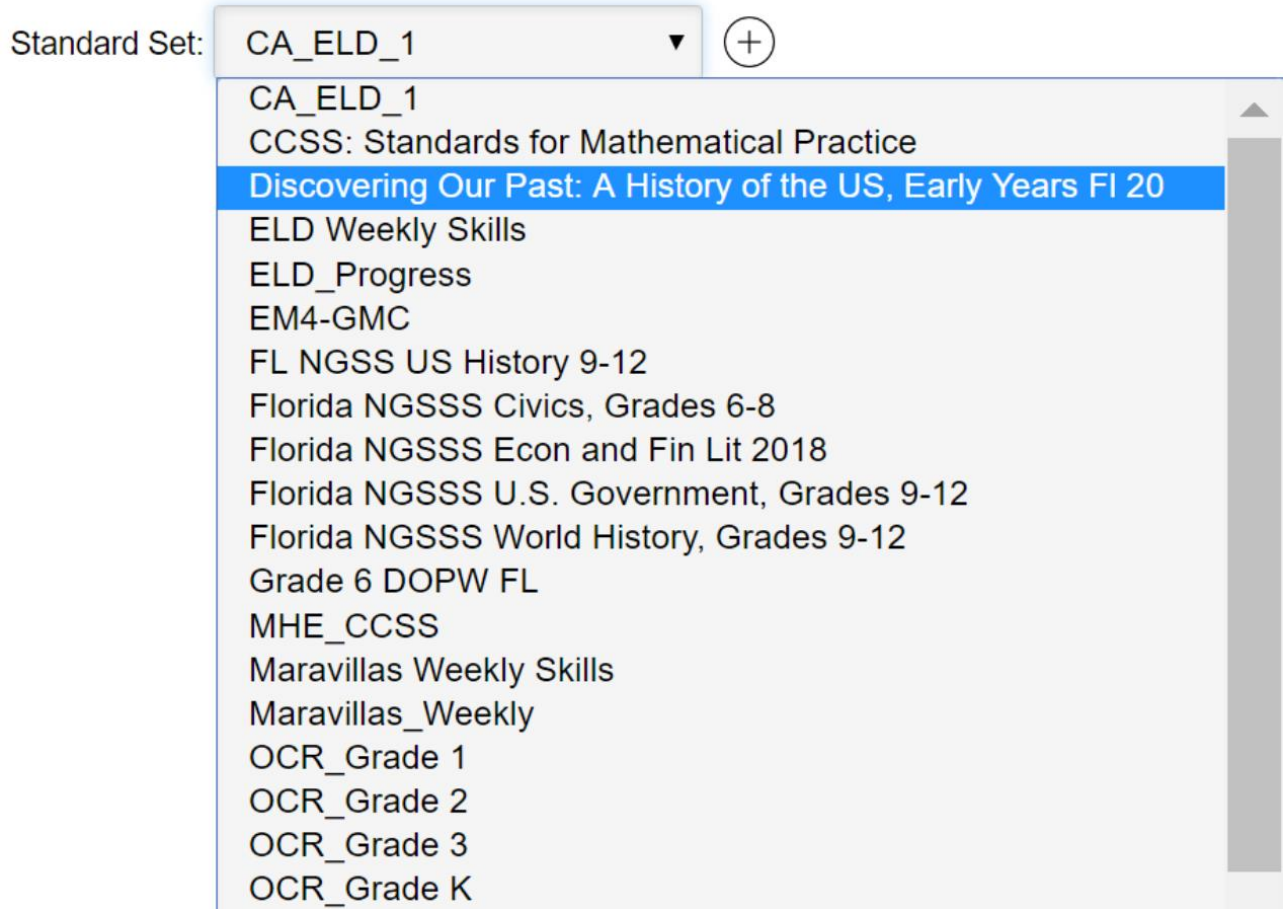 Standard Set: CA_ELD_1
CA_ELD_1
CCSS: Standards for Mathematical Practice
Discovering Our Past: A History of the US, Early Years Fl 20
ELD Weekly Skills
ELD_Progress
EM4-GMC
FL NGSS US History 9-12
Florida NGSSS Civics, Grades 6-8
Florida NGSSS Econ and Fin Lit 2018
Florida NGSSS U.S. Government, Grades 9-12
Florida NGSSS World History, Grades 9-12
Grade 6 DOPW FL
MHE_CCSS
Maravillas Weekly Skills
Maravillas_Weekly
OCR_Grade 1
OCR_Grade 2
OCR_Grade 3
OCR_Grade K